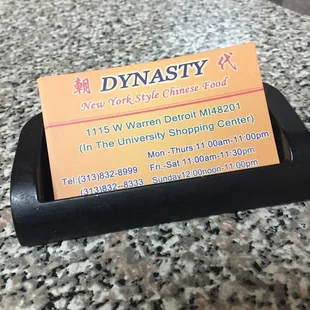 朝 DYNASTY 代
New York Style Chinese Food
1115 W Warren Detroit MI48201
(In The University Shopping Center)
Mon.-Thurs:11:00am-11:00pm
Tel:(313)832-8999 Fri.-Sat:11:00am-11:30pm
(313)832--8333 Sunday12:00noon-11:00pm